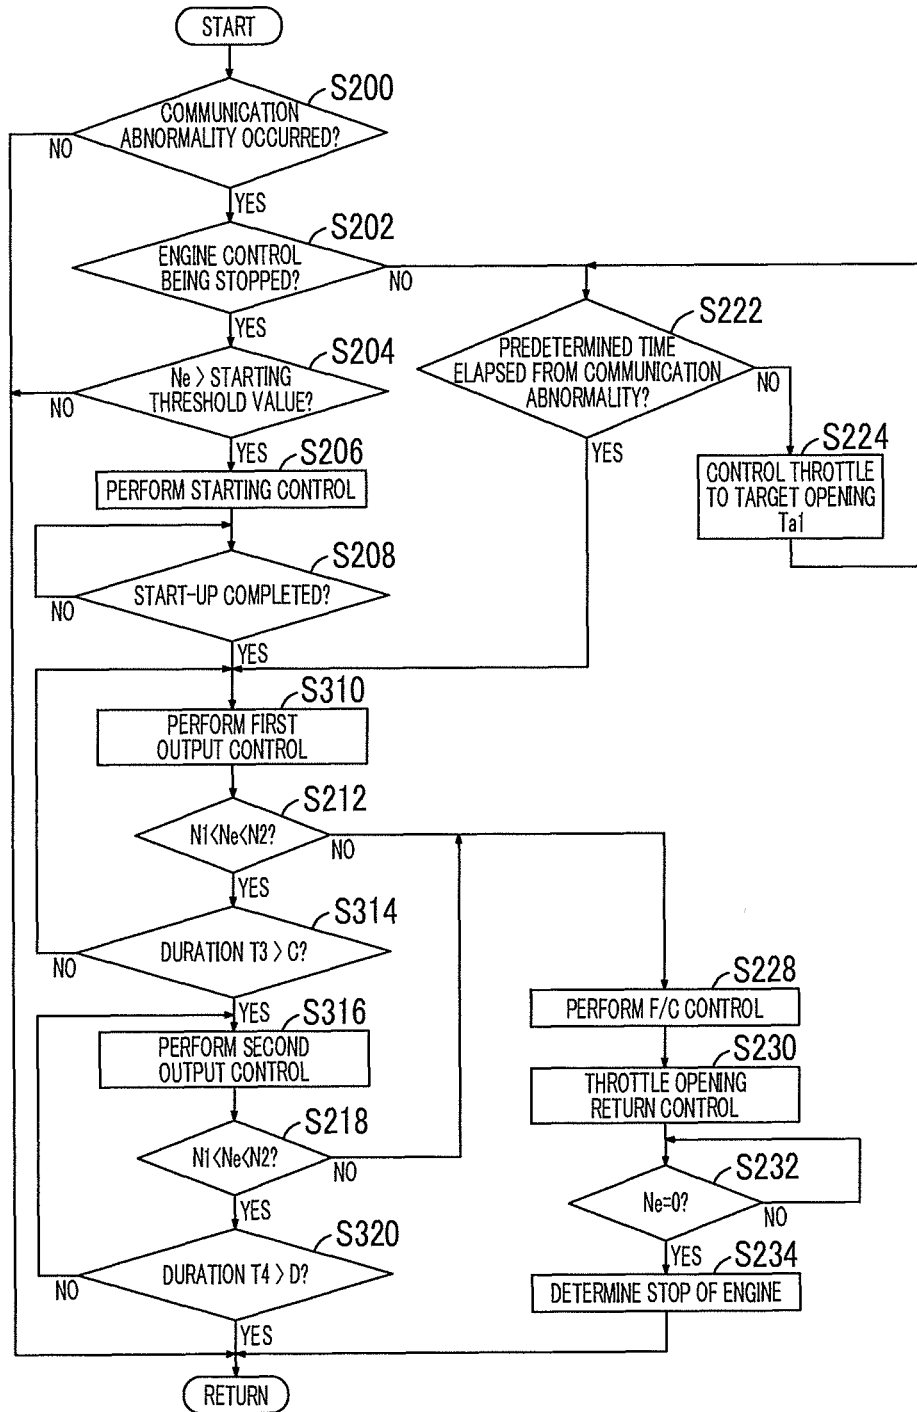 START
S200
COMMUNICATION
ABNORMALITY OCCURRED?
NO
YES
S202
ENGINE CONTROL
BEING STOPPED?
NO
YES
S222
PREDETERMINED TIME
ELAPSED FROM COMMUNICATION
ABNORMALITY?
NO
YES
S224
CONTROL THROTTLE
TO TARGET OPENING
Ta1
S204
Ne > STARTING
THRESHOLD VALUE?
NO
YES
S206
PERFORM STARTING CONTROL
S208
START-UP COMPLETED?
NO
YES
S310
PERFORM FIRST
OUTPUT CONTROL
S212
N1<Ne<N2?
NO
YES
S314
DURATION T3 > C?
NO
YES
S316
PERFORM SECOND
OUTPUT CONTROL
S218
N1<Ne<N2?
NO
YES
S320
DURATION T4 > D?
NO
YES
S228
PERFORM F/C CONTROL
S230
THROTTLE OPENING
RETURN CONTROL
S232
Ne=0?
NO
YES
S234
DETERMINE STOP OF ENGINE
RETURN